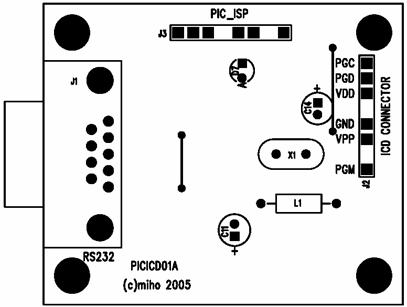 PIC_ISP
J3
D7
A
J1
C14
PGC
PGD
VDD
GND
VPP
PGM
ICD CONNECTOR
J2
X1
L1
C11
RS232
PICICD01A
(c)miho 2005